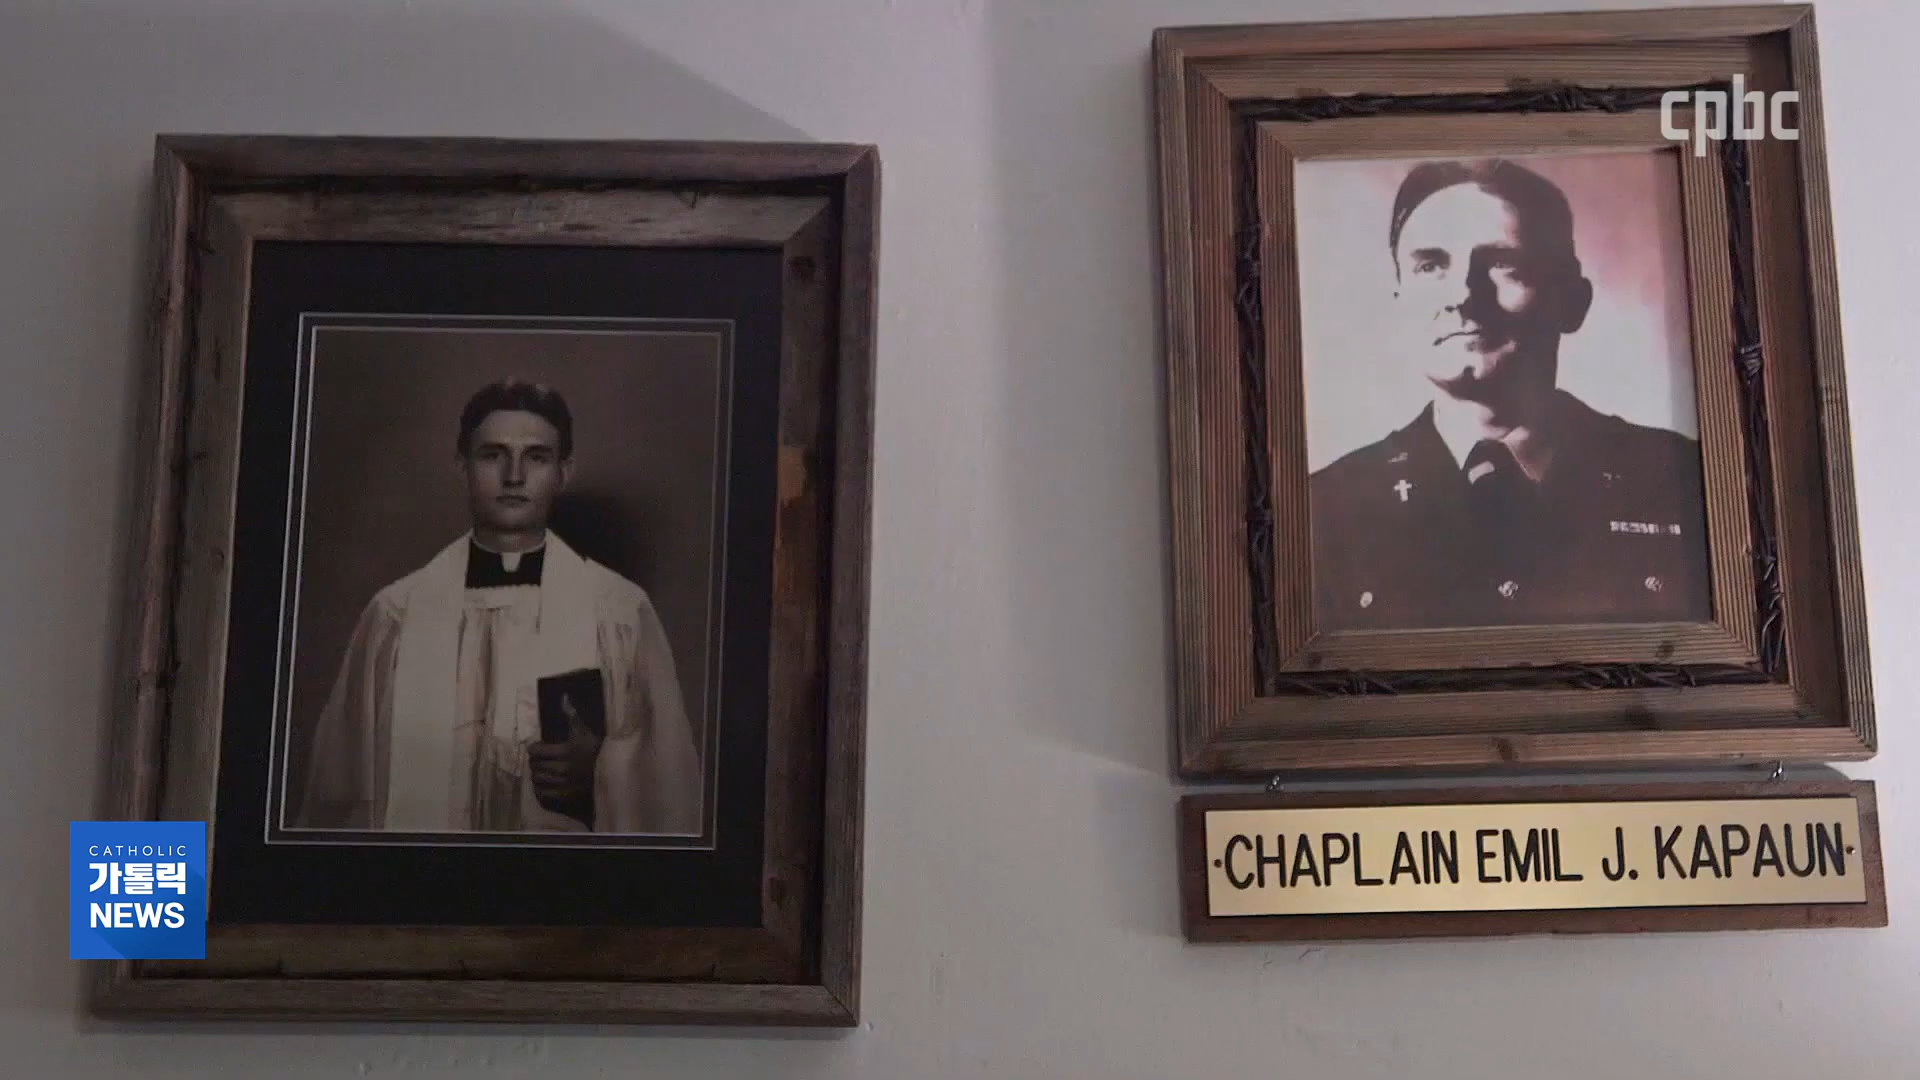 cpbc
CHAPLAIN EMIL J. KAPAUN
CATHOLIC
가톨릭
NEWS